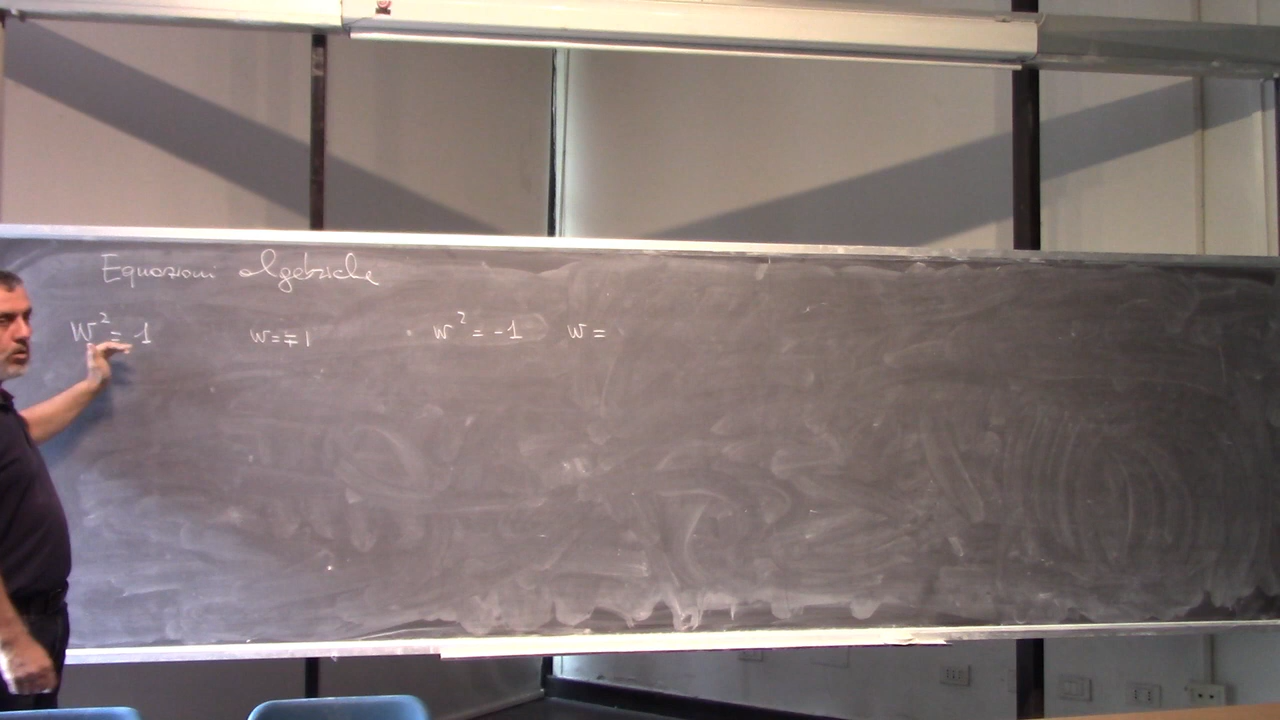 Equazioni algebriche
W² = 1 w = ∓ 1 · w² = -1 w =